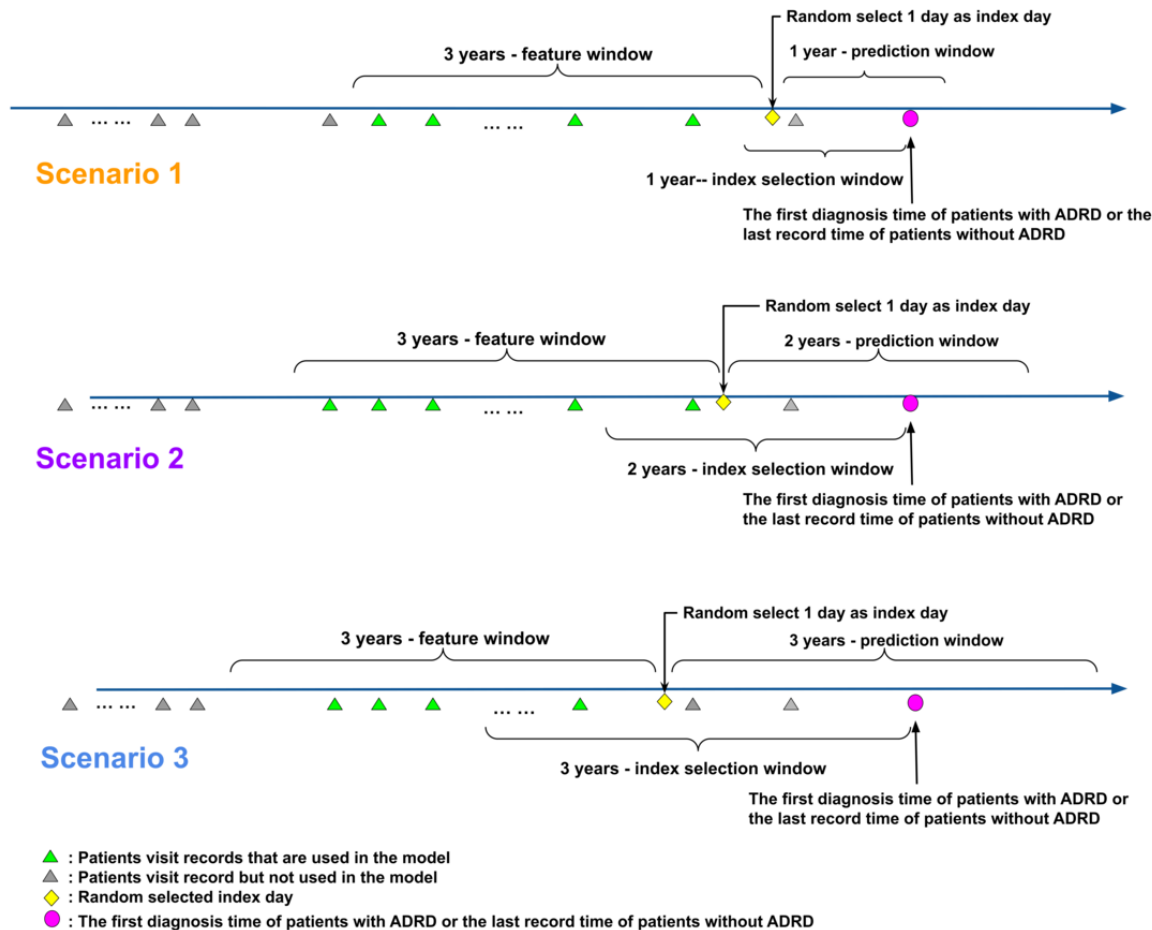 Random select 1 day as index day
3 years - feature window
1 year - prediction window
... ...
... ...
Scenario 1
1 year-- index selection window
The first diagnosis time of patients with ADRD or the
last record time of patients without ADRD
Random select 1 day as index day
3 years - feature window
2 years - prediction window
... ...
... ...
Scenario 2
2 years - index selection window
The first diagnosis time of patients with ADRD or
the last record time of patients without ADRD
Random select 1 day as index day
3 years - feature window
3 years - prediction window
... ...
... ...
Scenario 3
3 years - index selection window
The first diagnosis time of patients with ADRD or
the last record time of patients without ADRD
: Patients visit records that are used in the model
: Patients visit record but not used in the model
: Random selected index day
: The first diagnosis time of patients with ADRD or the last record time of patients without ADRD